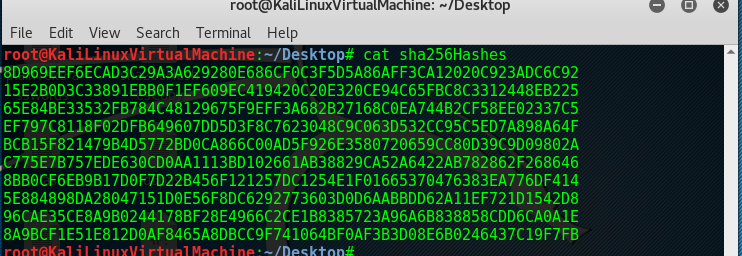 root@KaliLinuxVirtualMachine: ~/Desktop
File Edit View Search Terminal Help
root@KaliLinuxVirtualMachine:~/Desktop# cat sha256Hashes
8D969EEF6ECAD3C29A3A629280E686CF0C3F5D5A86AFF3CA12020C923ADC6C92
15E2B0D3C33891EBB0F1EF609EC419420C20E320CE94C65FBC8C3312448EB225
65E84BE33532FB784C48129675F9EFF3A682B27168C0EA744B2CF58EE02337C5
EF797C8118F02DFB649607DD5D3F8C7623048C9C063D532CC95C5ED7A898A64F
BCB15F821479B4D5772BD0CA866C00AD5F926E3580720659CC80D39C9D09802A
C775E7B757EDE630CD0AA1113BD102661AB38829CA52A6422AB782862F268646
8BB0CF6EB9B17D0F7D22B456F121257DC1254E1F01665370476383EA776DF414
5E884898DA28047151D0E56F8DC6292773603D0D6AABBDD62A11EF721D1542D8
96CAE35CE8A9B0244178BF28E4966C2CE1B8385723A96A6B838858CDD6CA0A1E
8A9BCF1E51E812D0AF8465A8DBCC9F741064BF0AF3B3D08E6B0246437C19F7FB
root@KaliLinuxVirtualMachine:~/Desktop#